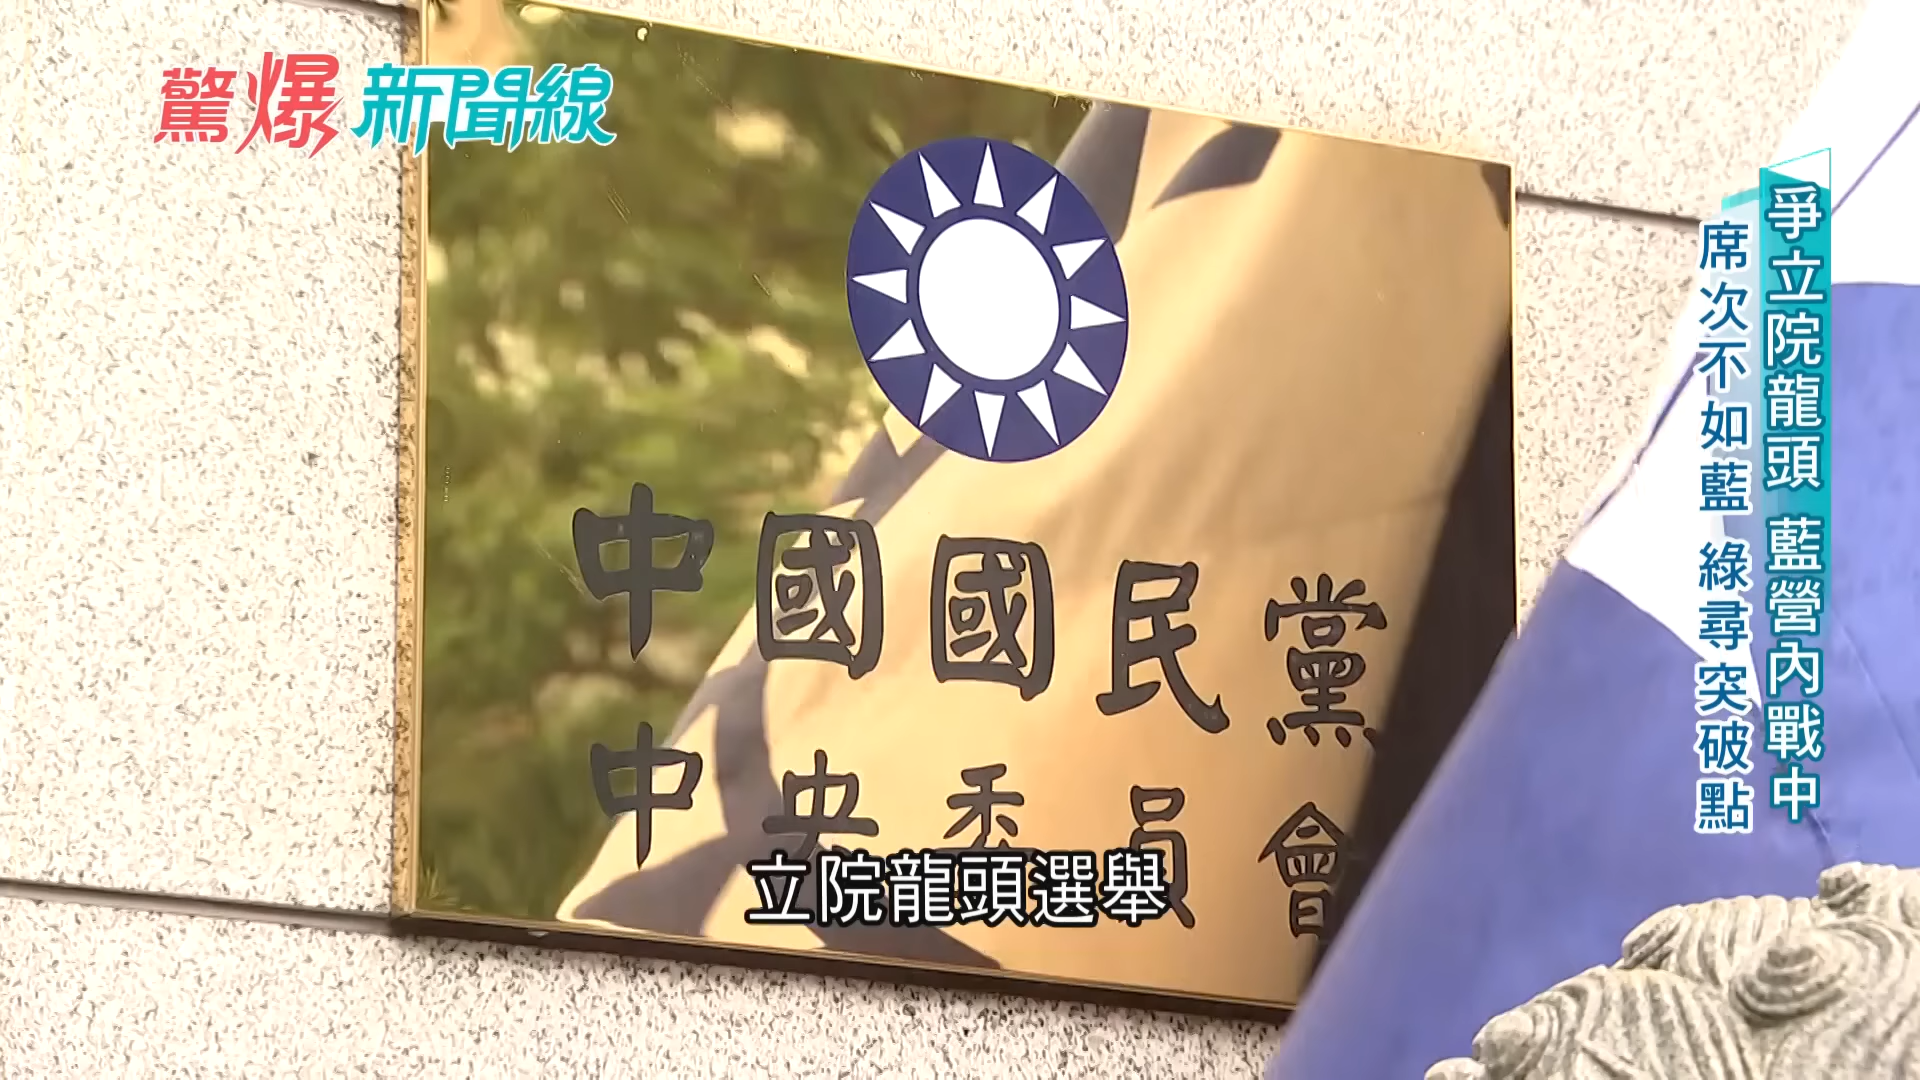 驚爆新聞線
爭立院龍頭 藍營內戰中
席次不如藍 綠尋突破點
中國國民黨
中央委員會
立院龍頭選舉